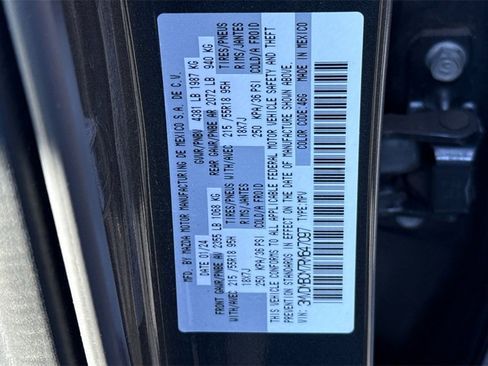 MFD. BY MAZDA MOTOR MANUFACTURING DE MEXICO S.A. DE C.V.
DATE 01/24 GVWR/PNBV 4381 LB 1987 KG
FRONT GAWR/PNBE AV 2355 LB 1068 KG REAR GAWR/PNBE AR 2072 LB 940 KG
WITH/AVEC 215 /55R18 95H TIRES/PNEUS WITH/AVEC 215 /55R18 95H TIRES/PNEUS
18X7J RIMS/JANTES 18X7J RIMS/JANTES
250 KPA/36 PSI COLD/A FROID 250 KPA/36 PSI COLD/A FROID
THIS VEHICLE CONFORMS TO ALL APPLICABLE FEDERAL MOTOR VEHICLE SAFETY AND THEFT
PREVENTION STANDARDS IN EFFECT ON THE DATE OF MANUFACTURE SHOWN ABOVE.
VIN: TYPE:MPV COLOR CODE:46G MADE IN MEXICO